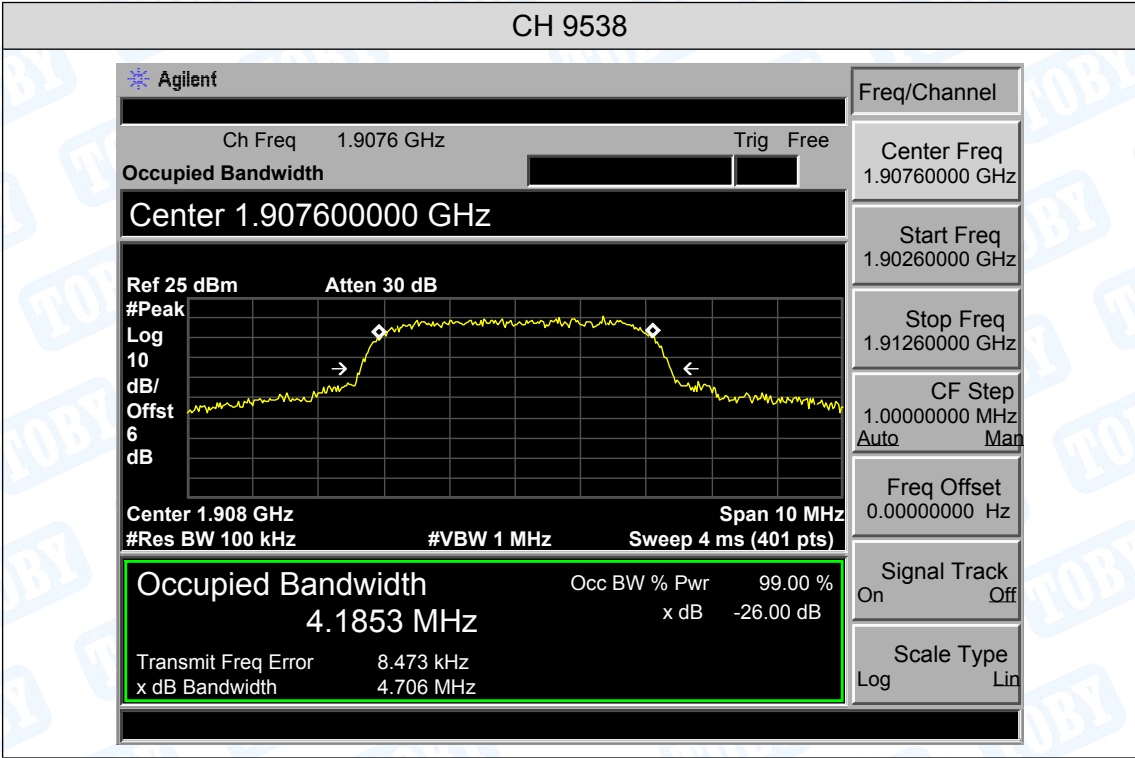 CH 9538
Agilent
Freq/Channel
Ch Freq 1.9076 GHz Trig Free
Occupied Bandwidth
Center 1.907600000 GHz
Center Freq
1.90760000 GHz
Start Freq
1.90260000 GHz
Stop Freq
1.91260000 GHz
CF Step
1.00000000 MHz
Auto Man
Freq Offset
0.00000000 Hz
Signal Track
On Off
Scale Type
Log Lin
Ref 25 dBm Atten 30 dB
#Peak
Log
10
dB/
Offst
6
dB
Center 1.908 GHz Span 10 MHz
#Res BW 100 kHz #VBW 1 MHz Sweep 4 ms (401 pts)
Occupied Bandwidth Occ BW % Pwr 99.00 %
4.1853 MHz x dB -26.00 dB
Transmit Freq Error 8.473 kHz
x dB Bandwidth 4.706 MHz
TOBY